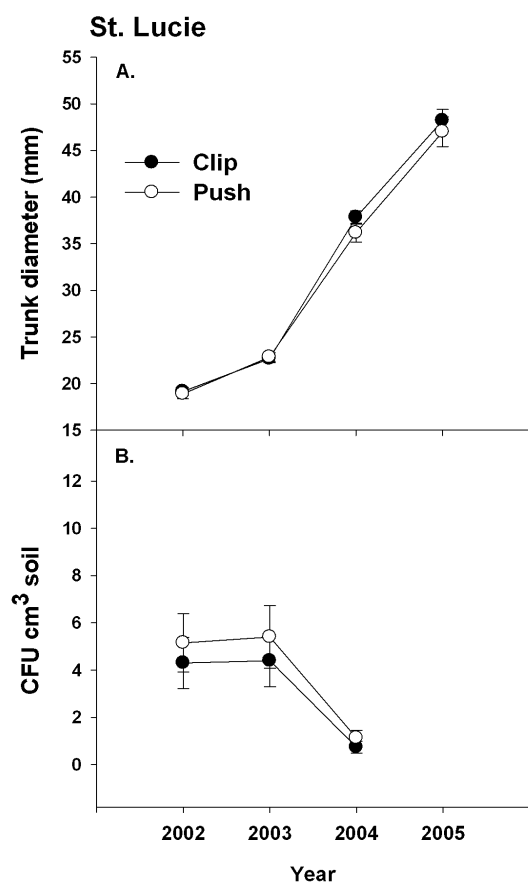 St. Lucie
A.
55
50
45
40
35
30
25
20
15
Trunk diameter (mm)
Clip
Push
B.
12
10
8
6
4
2
0
CFU cm³ soil
2002 2003 2004 2005
Year